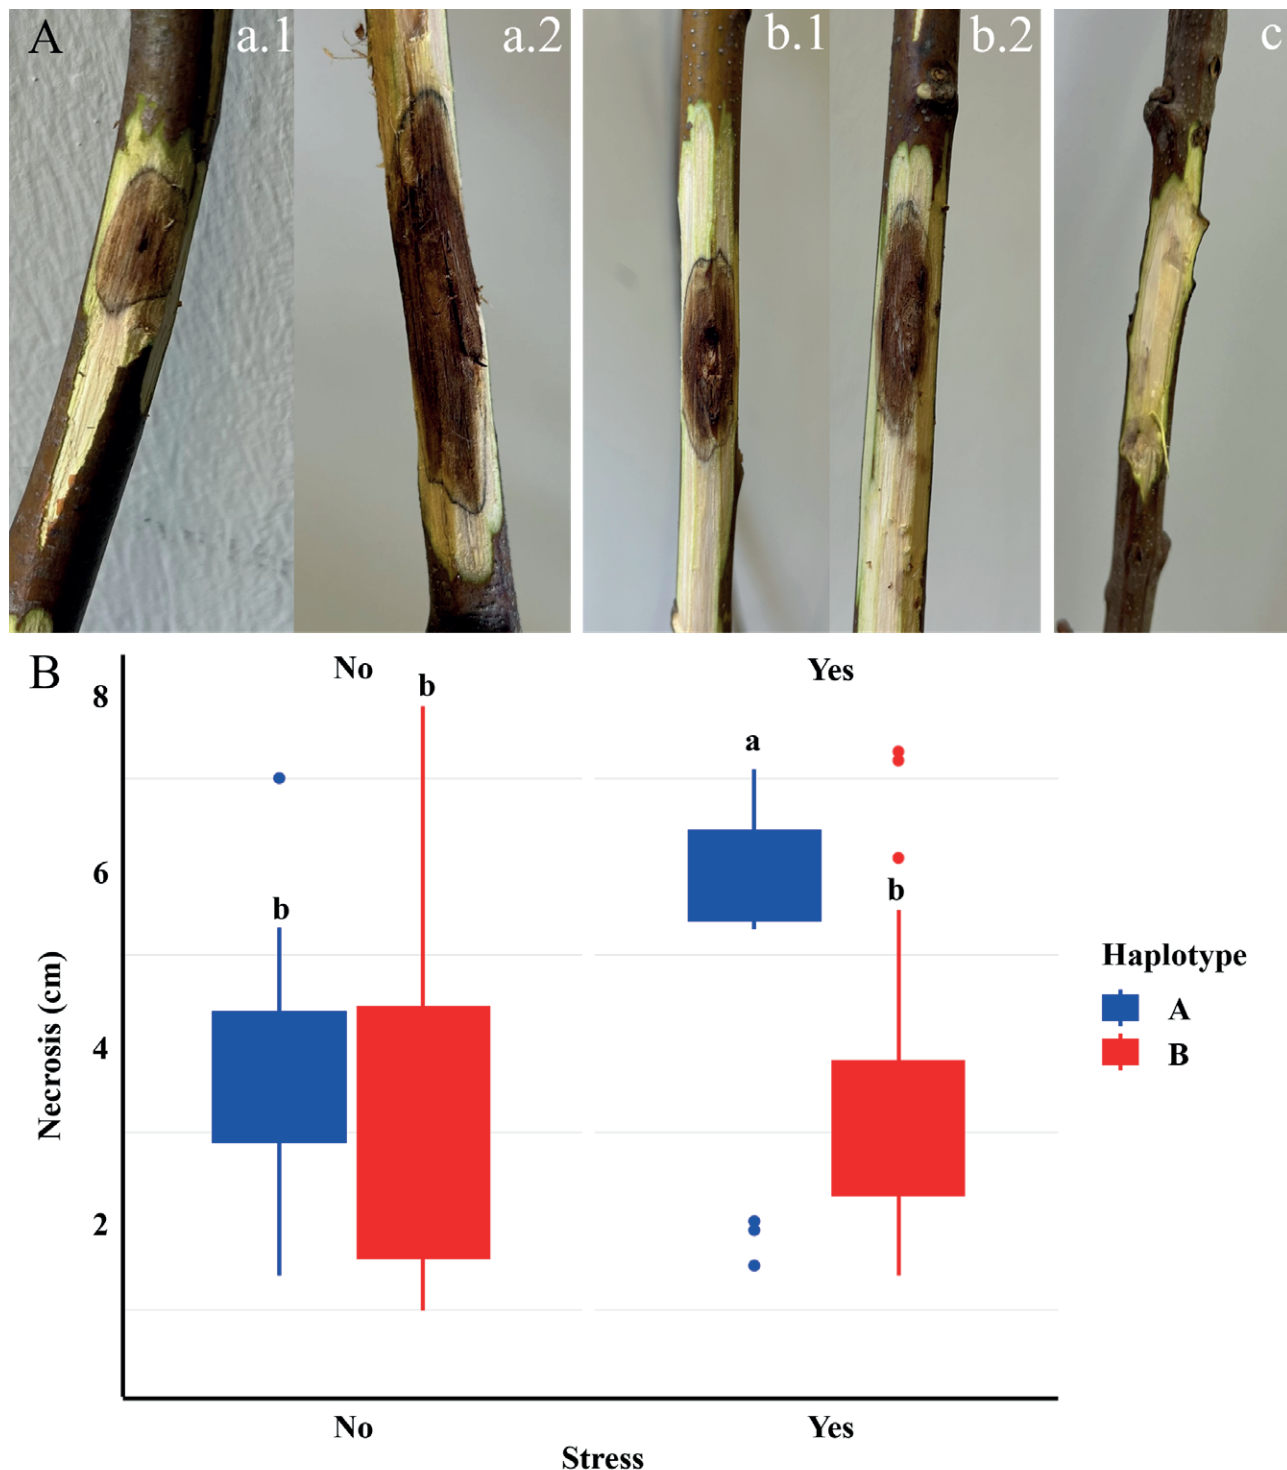 A
a.1
a.2
b.1
b.2
c
B
No
Yes
8
6
4
2
Necrosis (cm)
b
b
a
b
Haplotype
A
B
No
Yes
Stress